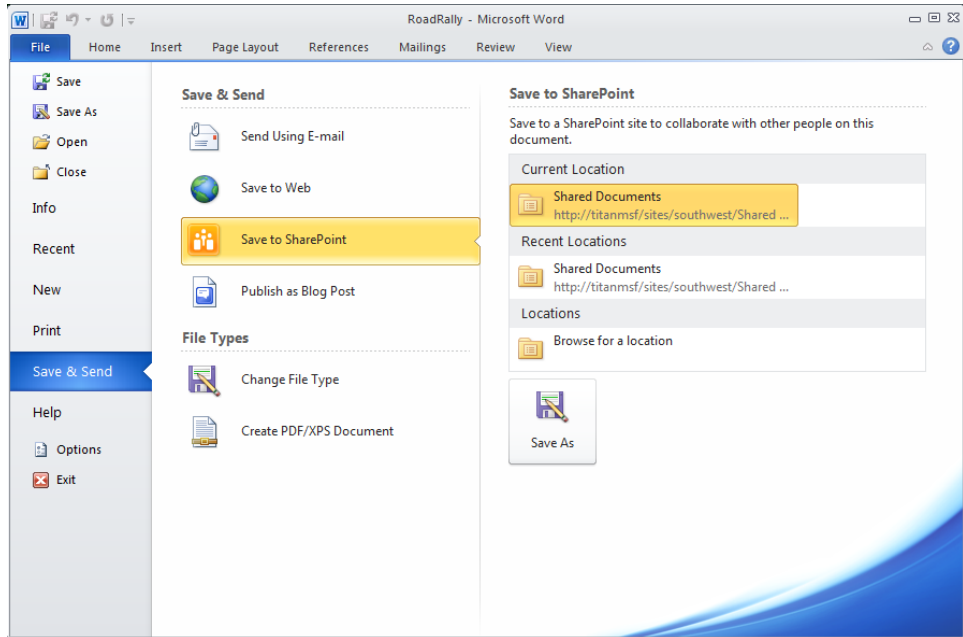 W
RoadRally - Microsoft Word
File Home Insert Page Layout References Mailings Review View
?
Save
Save As
Open
Close
Info
Recent
New
Print
Save & Send
Help
Options
Exit
Save & Send
Send Using E-mail
Save to Web
Save to SharePoint
Publish as Blog Post
File Types
Change File Type
Create PDF/XPS Document
Save to SharePoint
Save to a SharePoint site to collaborate with other people on this
document.
Current Location
Shared Documents
http://titanmsf/sites/southwest/Shared ...
Recent Locations
Shared Documents
http://titanmsf/sites/southwest/Shared ...
Locations
Browse for a location
Save As